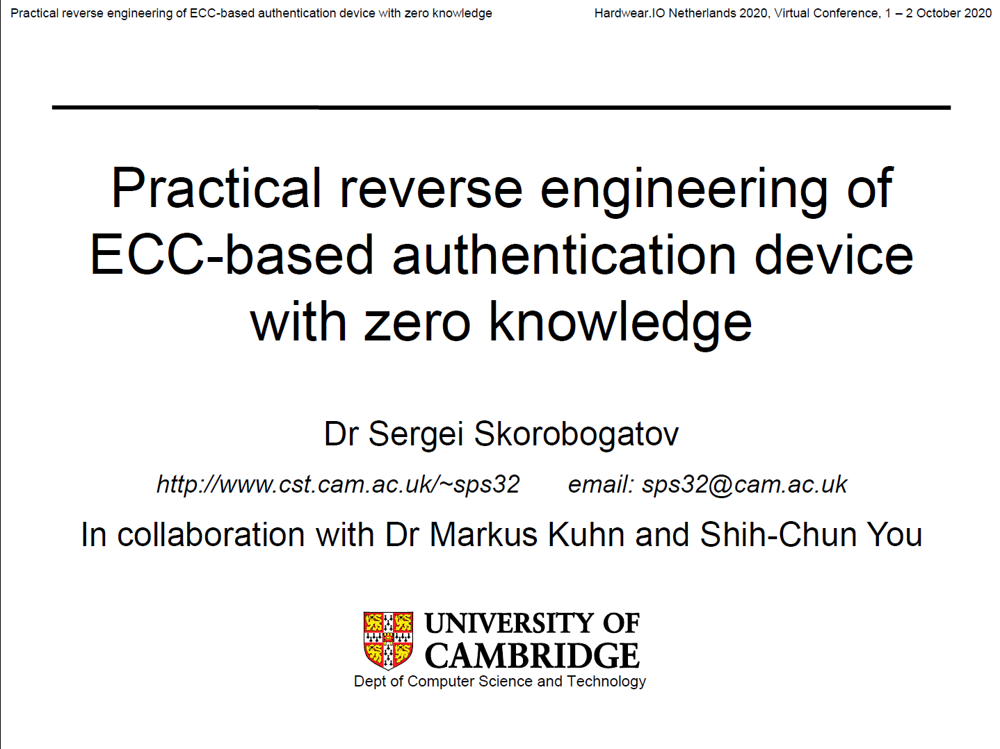 Practical reverse engineering of ECC-based authentication device with zero knowledge
Hardwear.IO Netherlands 2020, Virtual Conference, 1 – 2 October 2020
Practical reverse engineering of
ECC-based authentication device
with zero knowledge
Dr Sergei Skorobogatov
http://www.cst.cam.ac.uk/~sps32 email: sps32@cam.ac.uk
In collaboration with Dr Markus Kuhn and Shih-Chun You
UNIVERSITY OF
CAMBRIDGE
Dept of Computer Science and Technology